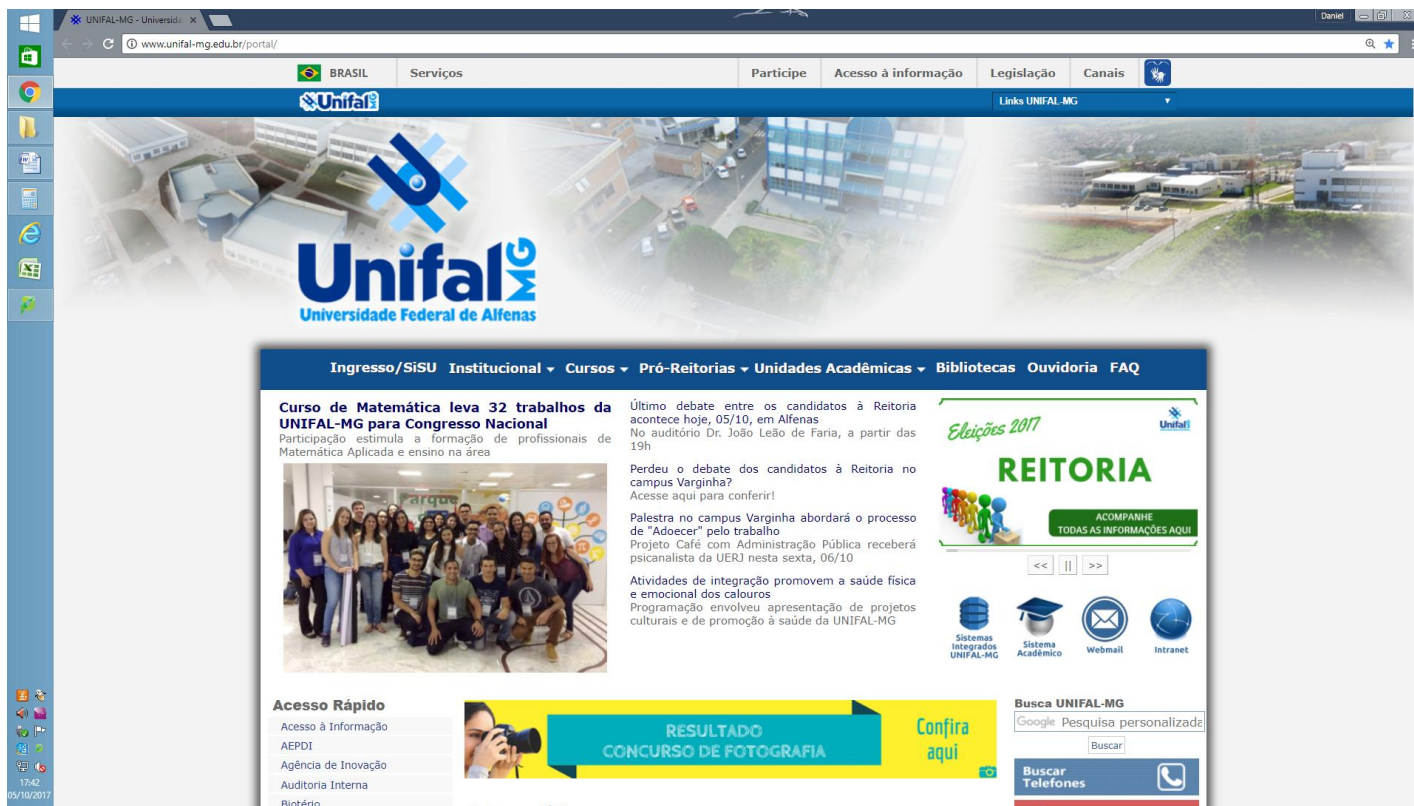 UNIFAL-MG - Universida
Daniel
www.unifal-mg.edu.br/portal/
BRASIL Serviços Participe Acesso à informação Legislação Canais
Unifal MG Links UNIFAL-MG
Unifal MG
Universidade Federal de Alfenas
Ingresso/SiSU Institucional Cursos Pró-Reitorias Unidades Acadêmicas Bibliotecas Ouvidoria FAQ
Curso de Matemática leva 32 trabalhos da
UNIFAL-MG para Congresso Nacional
Participação estimula a formação de profissionais de
Matemática Aplicada e ensino na área
Parque
Último debate entre os candidatos à Reitoria
acontece hoje, 05/10, em Alfenas
No auditório Dr. João Leão de Faria, a partir das
19h
Perdeu o debate dos candidatos à Reitoria no
campus Varginha?
Acesse aqui para conferir!
Palestra no campus Varginha abordará o processo
de "Adoecer" pelo trabalho
Projeto Café com Administração Pública receberá
psicanalista da UERJ nesta sexta, 06/10
Atividades de integração promovem a saúde física
e emocional dos calouros
Programação envolveu apresentação de projetos
culturais e de promoção à saúde da UNIFAL-MG
Eleições 2017
Unifal
REITORIA
ACOMPANHE
TODAS AS INFORMAÇÕES AQUI
<< || >>
Sistemas
Integrados
UNIFAL-MG
Sistema
Acadêmico
Webmail
Intranet
Acesso Rápido
Acesso à Informação
AEPDI
Agência de Inovação
Auditoria Interna
Biotério
RESULTADO
CONCURSO DE FOTOGRAFIA
Confira
aqui
Busca UNIFAL-MG
Google Pesquisa personalizada
Buscar
Buscar
Telefones
17:42
05/10/2017